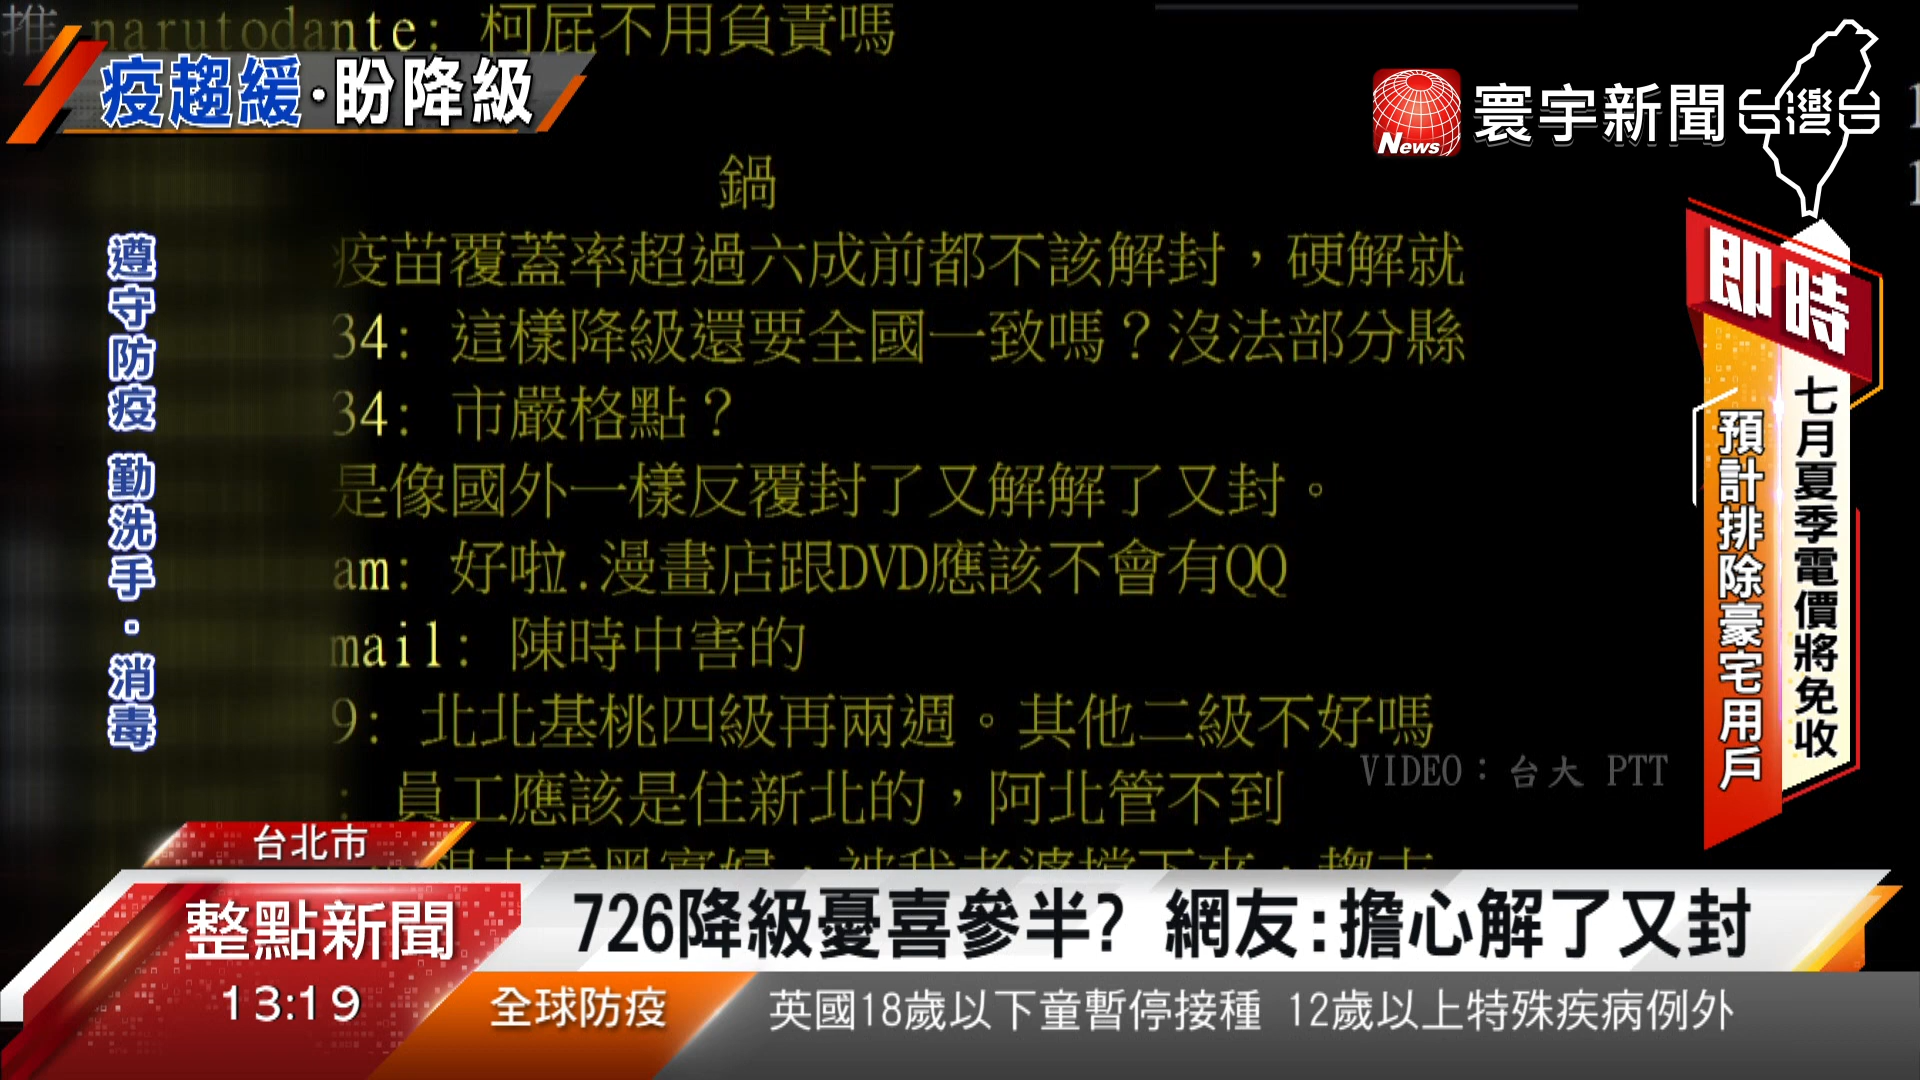 推 narutodante: 柯屁不用負責嗎
疫趨緩·盼降級
News
寰宇新聞
台灣台
鍋
疫苗覆蓋率超過六成前都不該解封，硬解就
34: 這樣降級還要全國一致嗎？沒法部分縣
34: 市嚴格點？
是像國外一樣反覆封了又解解了又封。
am: 好啦.漫畫店跟DVD應該不會有QQ
mail: 陳時中害的
9: 北北基桃四級再兩週。其他二級不好嗎
: 員工應該是住新北的，阿北管不到
VIDEO：台大 PTT
遵守防疫 勤洗手·消毒
即時
七月夏季電價將免收
預計排除豪宅用戶
台北市
整點新聞
726降級憂喜參半? 網友:擔心解了又封
13:19
全球防疫
英國18歲以下童暫停接種 12歲以上特殊疾病例外